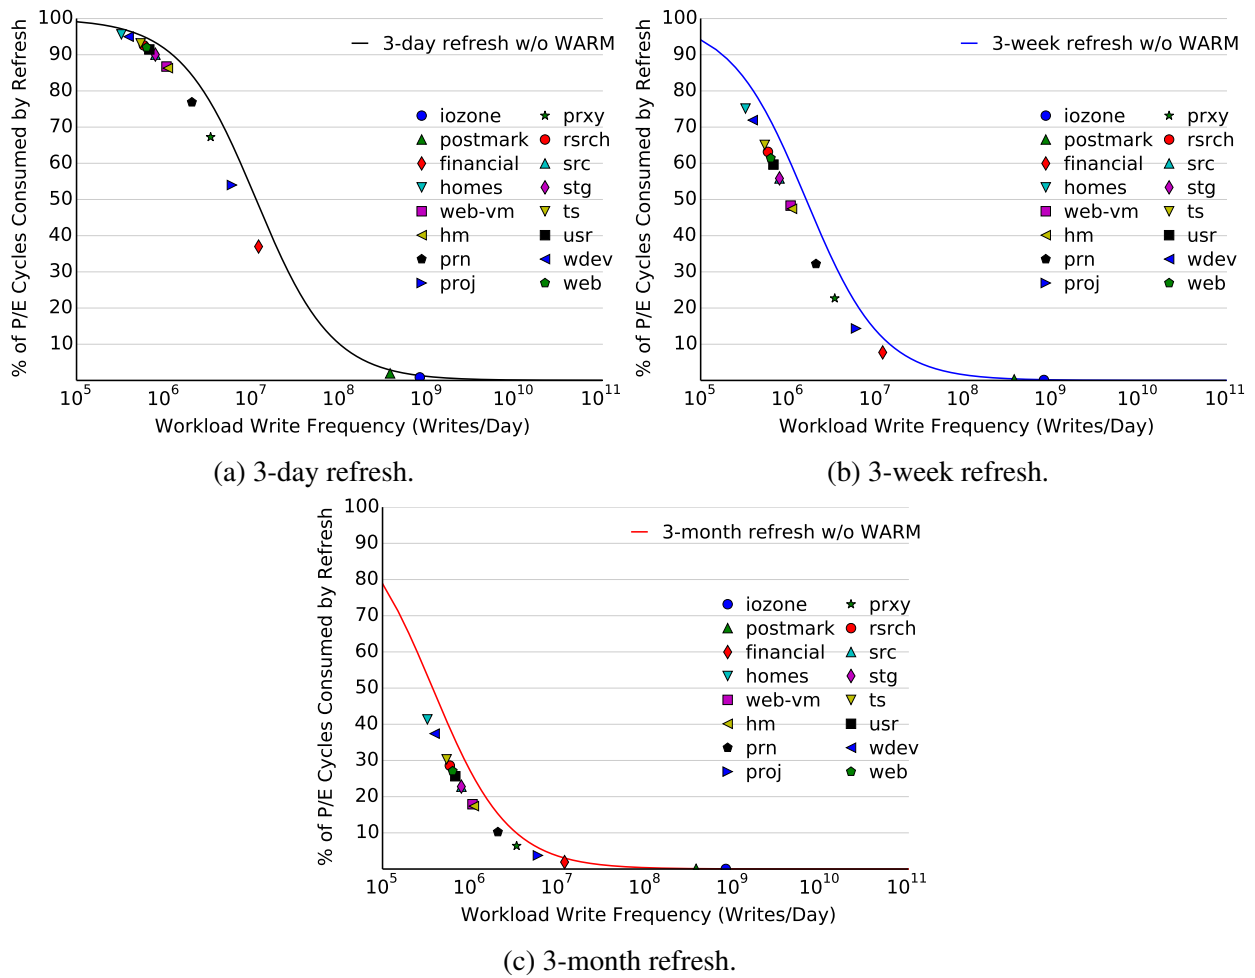 % of P/E Cycles Consumed by Refresh
100
90
80
70
60
50
40
30
20
10
3-day refresh w/o WARM
iozone prxy
postmark rsrch
financial src
homes stg
web-vm ts
hm usr
prn wdev
proj web
10^5 10^6 10^7 10^8 10^9 10^10 10^11
Workload Write Frequency (Writes/Day)
(a) 3-day refresh.
% of P/E Cycles Consumed by Refresh
100
90
80
70
60
50
40
30
20
10
3-week refresh w/o WARM
iozone prxy
postmark rsrch
financial src
homes stg
web-vm ts
hm usr
prn wdev
proj web
10^5 10^6 10^7 10^8 10^9 10^10 10^11
Workload Write Frequency (Writes/Day)
(b) 3-week refresh.
% of P/E Cycles Consumed by Refresh
100
90
80
70
60
50
40
30
20
10
3-month refresh w/o WARM
iozone prxy
postmark rsrch
financial src
homes stg
web-vm ts
hm usr
prn wdev
proj web
10^5 10^6 10^7 10^8 10^9 10^10 10^11
Workload Write Frequency (Writes/Day)
(c) 3-month refresh.